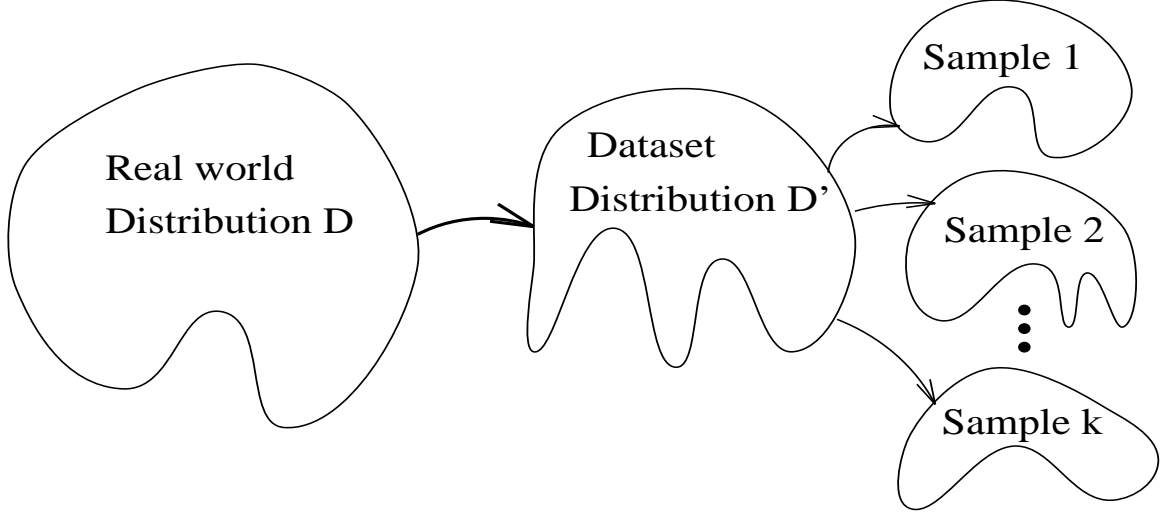 Real world
Distribution D
Dataset
Distribution D’
Sample 1
Sample 2
Sample k